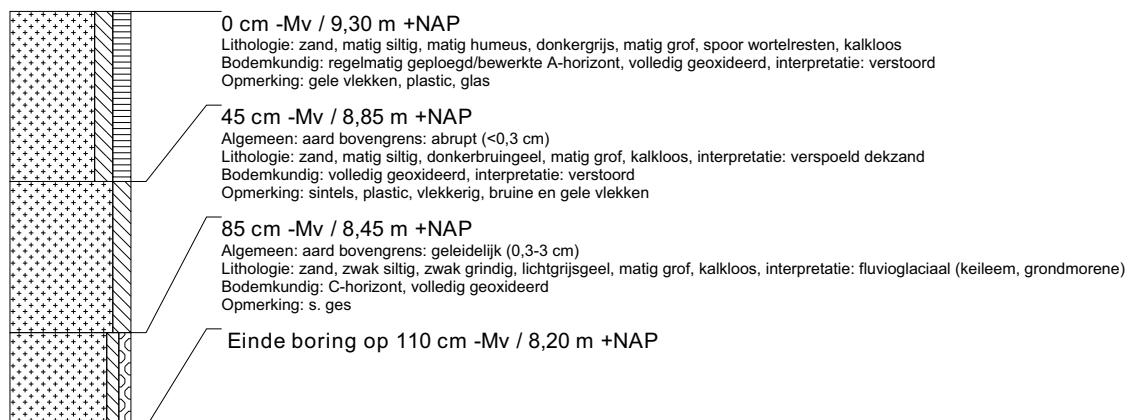 0 cm -Mv / 9,30 m +NAP
Lithologie: zand, matig siltig, matig humeus, donkergrijs, matig grof, spoor wortelresten, kalkloos
Bodemkundig: regelmatig geploegd/bewerkte A-horizont, volledig geoxideerd, interpretatie: verstoord
Opmerking: gele vlekken, plastic, glas
45 cm -Mv / 8,85 m +NAP
Algemeen: aard bovengrens: abrupt (<0,3 cm)
Lithologie: zand, matig siltig, donkerbruingeel, matig grof, kalkloos, interpretatie: verspoeld dekzand
Bodemkundig: volledig geoxideerd, interpretatie: verstoord
Opmerking: sintels, plastic, vlekkerig, bruine en gele vlekken
85 cm -Mv / 8,45 m +NAP
Algemeen: aard bovengrens: geleidelijk (0,3-3 cm)
Lithologie: zand, zwak siltig, zwak grindig, lichtgrijsgeel, matig grof, kalkloos, interpretatie: fluvioglaciaal (keileem, grondmorene)
Bodemkundig: C-horizont, volledig geoxideerd
Opmerking: s. ges
Einde boring op 110 cm -Mv / 8,20 m +NAP